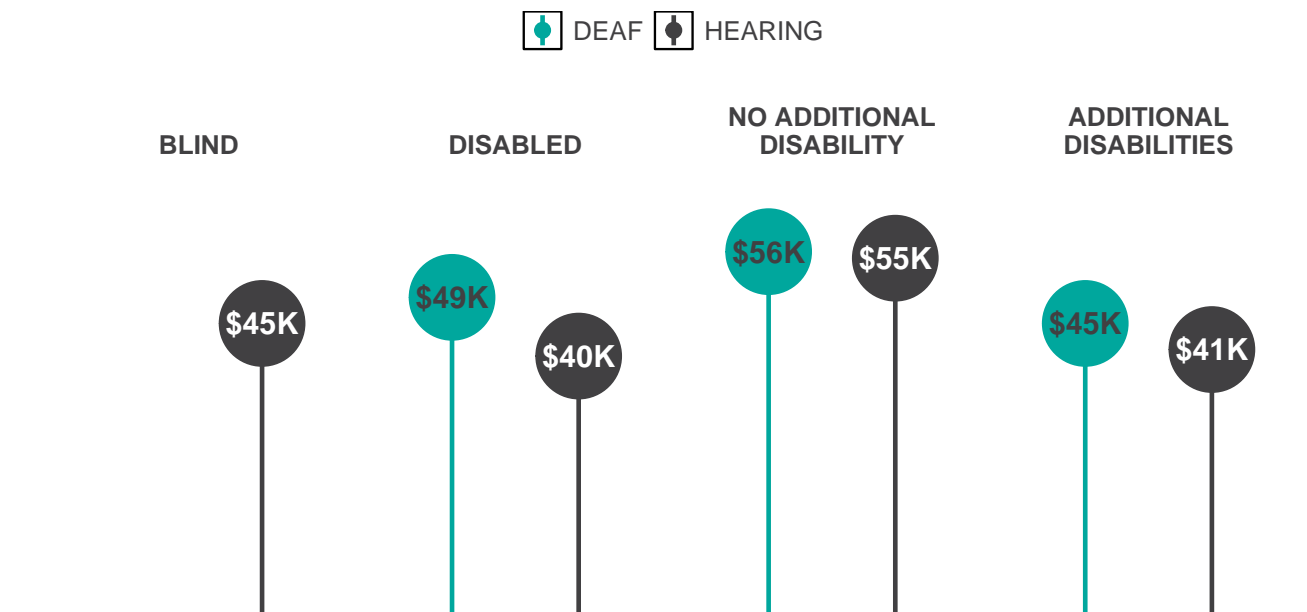 DEAF HEARING
BLIND
DISABLED
NO ADDITIONAL
DISABILITY
ADDITIONAL
DISABILITIES
$45K
$49K
$40K
$56K
$55K
$45K
$41K